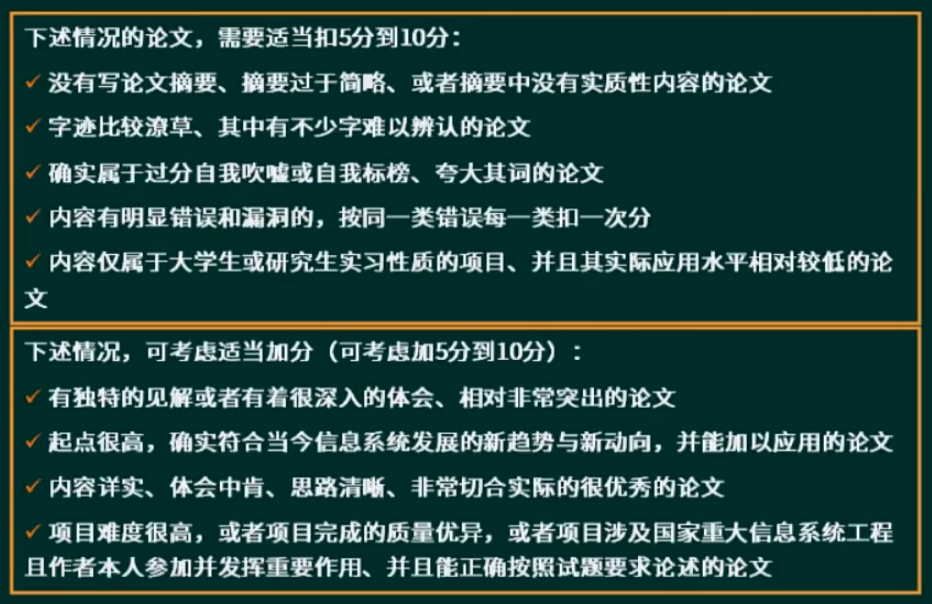 下述情况的论文，需要适当扣5分到10分：
✓ 没有写论文摘要、摘要过于简略、或者摘要中没有实质性内容的论文
✓ 字迹比较潦草、其中有不少字难以辨认的论文
✓ 确实属于过分自我吹嘘或自我标榜、夸大其词的论文
✓ 内容有明显错误和漏洞的，按同一类错误每一类扣一次分
✓ 内容仅属于大学生或研究生实习性质的项目、并且其实际应用水平相对较低的论
文
下述情况，可考虑适当加分（可考虑加5分到10分）：
✓ 有独特的见解或者有着很深入的体会、相对非常突出的论文
✓ 起点很高，确实符合当今信息系统发展的新趋势与新动向，并能加以应用的论文
✓ 内容详实、体会中肯、思路清晰、非常切合实际的很优秀的论文
✓ 项目难度很高，或者项目完成的质量优异，或者项目涉及国家重大信息系统工程
且作者本人参加并发挥重要作用、并且能正确按照试题要求论述的论文